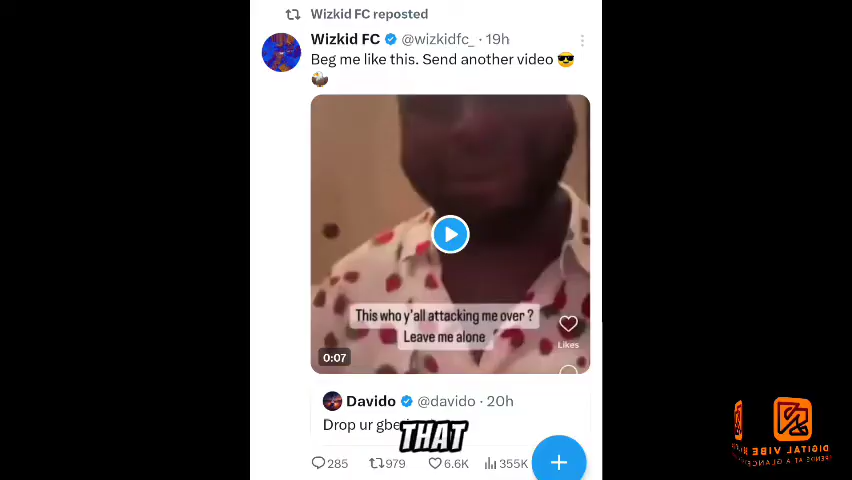 Wizkid FC reposted
Wizkid FC @wizkidfc_ · 19h
Beg me like this. Send another video 😎
This who y'all attacking me over ?
Leave me alone
Likes
0:07
Davido @davido · 20h
Drop ur
THAT
285 979 6.6K 355K
DIGITAL VIBE